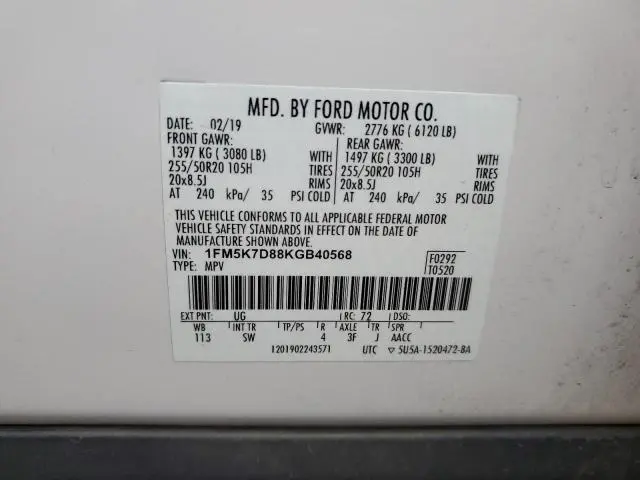 MFD. BY FORD MOTOR CO.
DATE: 02/19 GVWR: 2776 KG ( 6120 LB)
FRONT GAWR: REAR GAWR:
1397 KG ( 3080 LB) WITH 1497 KG ( 3300 LB) WITH
255/50R20 105H TIRES 255/50R20 105H TIRES
20x8.5J RIMS 20x8.5J RIMS
AT 240 kPa/ 35 PSI COLD AT 240 kPa/ 35 PSI COLD
THIS VEHICLE CONFORMS TO ALL APPLICABLE FEDERAL MOTOR
VEHICLE SAFETY STANDARDS IN EFFECT ON THE DATE OF
MANUFACTURE SHOWN ABOVE.
VIN: 1FM5K7D88KGB40568 F0292
TYPE: MPV T0520
EXT PNT: UG RC: 72 DSO:
WB INT TR TP/PS R AXLE TR SPR
113 SW 4 3F J AACC
1201902243571 UTC ▽ 5U5A-1520472-BA